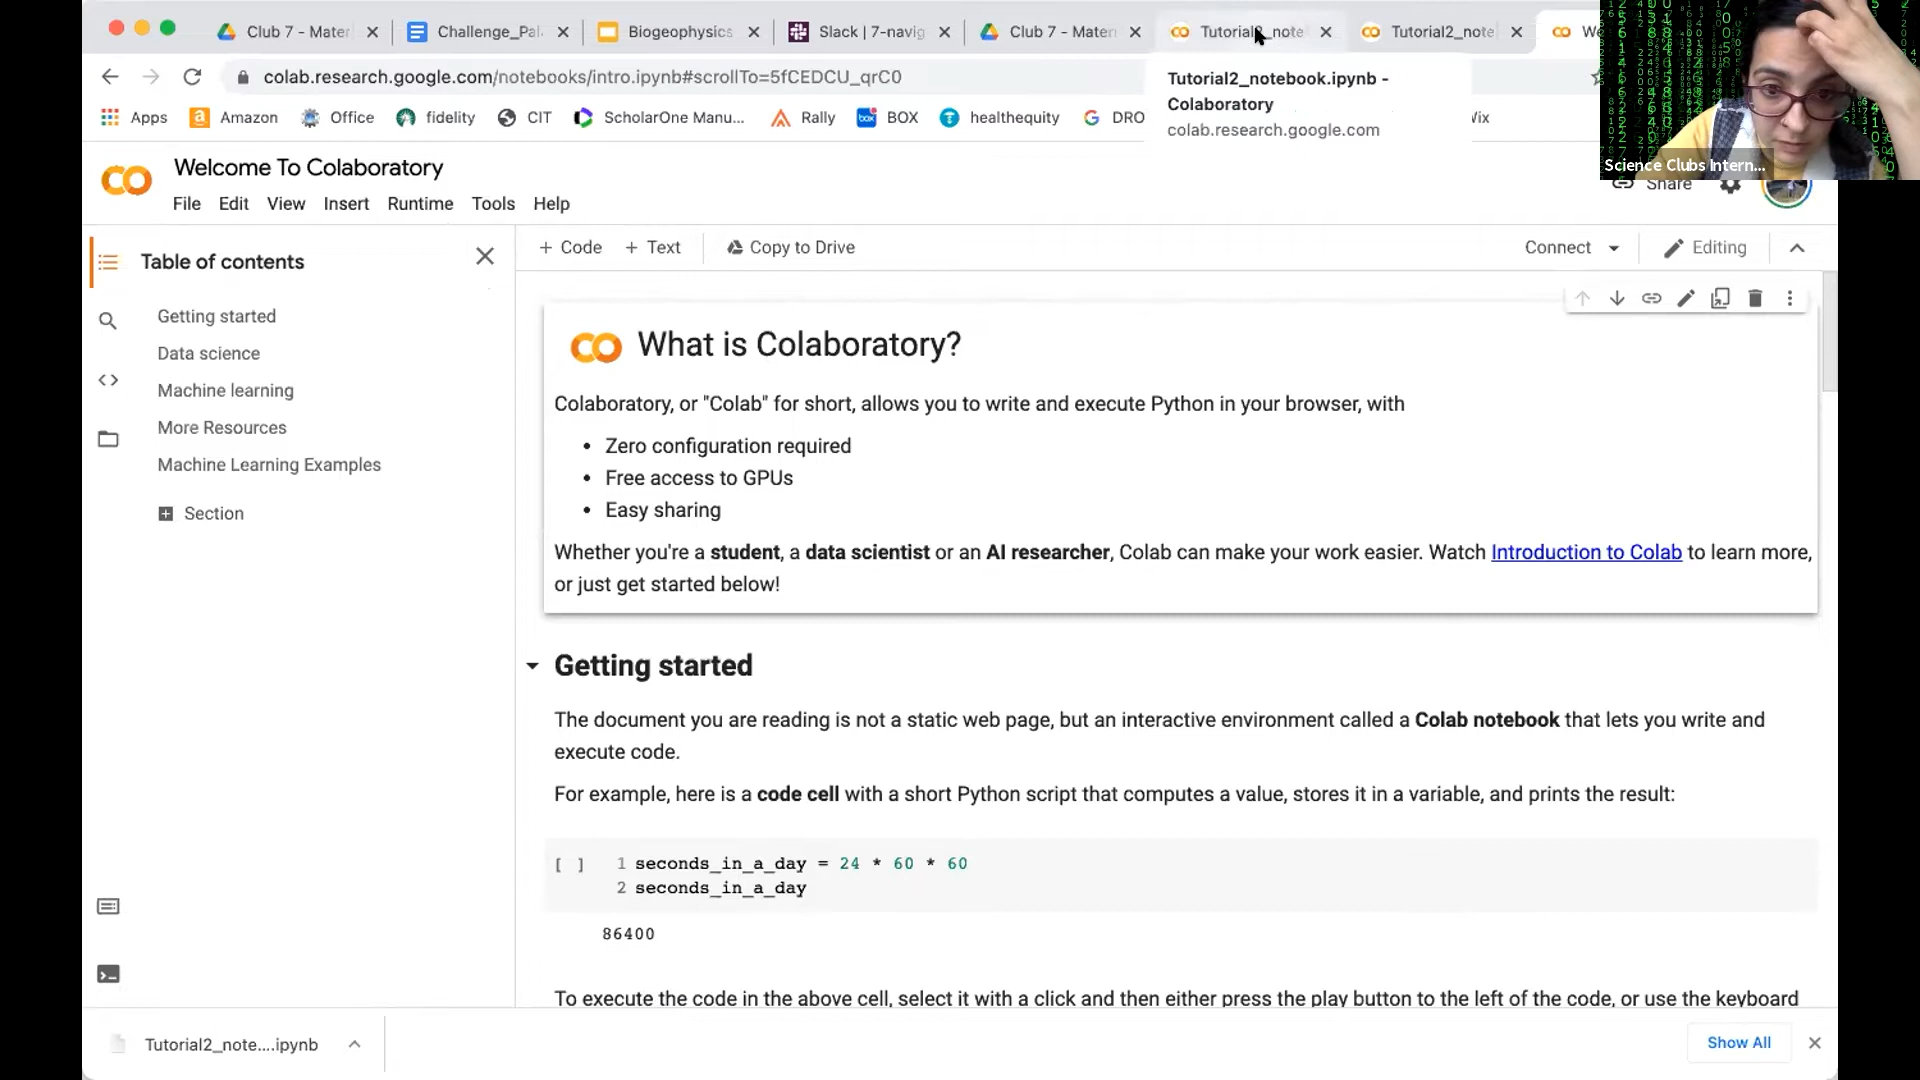 Club 7 - Mater
Challenge_Pal
Biogeophysics
Slack | 7-navig
Club 7 - Mater
Tutorial2_note
Tutorial2_note
colab.research.google.com/notebooks/intro.ipynb#scrollTo=5fCEDCU_qrC0
Tutorial2_notebook.ipynb -
Colaboratory
colab.research.google.com
Apps
Amazon
Office
fidelity
CIT
ScholarOne Manu...
Rally
BOX
healthequity
DRO
Science Clubs Intern...
Welcome To Colaboratory
File Edit View Insert Runtime Tools Help
Share
Table of contents
Getting started
Data science
Machine learning
More Resources
Machine Learning Examples
Section
+ Code + Text Copy to Drive
Connect
Editing
What is Colaboratory?
Colaboratory, or "Colab" for short, allows you to write and execute Python in your browser, with
• Zero configuration required
• Free access to GPUs
• Easy sharing
Whether you're a student, a data scientist or an AI researcher, Colab can make your work easier. Watch Introduction to Colab to learn more,
or just get started below!
Getting started
The document you are reading is not a static web page, but an interactive environment called a Colab notebook that lets you write and
execute code.
For example, here is a code cell with a short Python script that computes a value, stores it in a variable, and prints the result:
[ ] 1 seconds_in_a_day = 24 * 60 * 60
2 seconds_in_a_day
86400
To execute the code in the above cell, select it with a click and then either press the play button to the left of the code, or use the keyboard
Tutorial2_note....ipynb
Show All